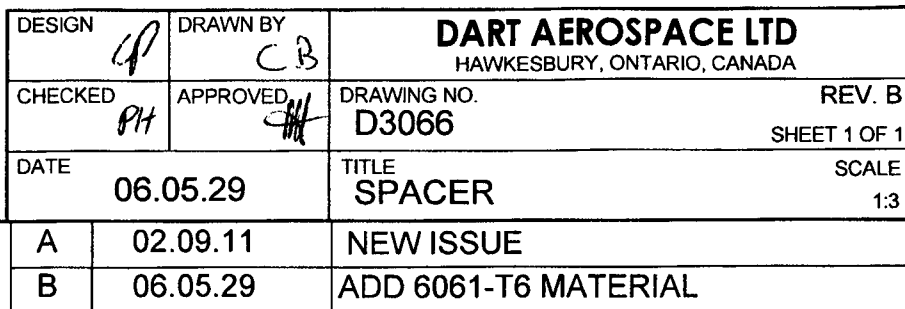 DESIGN
DRAWN BY
CB
DART AEROSPACE LTD
HAWKESBURY, ONTARIO, CANADA
CHECKED
PH
APPROVED
DRAWING NO.
D3066
REV. B
SHEET 1 OF 1
DATE
06.05.29
TITLE
SPACER
SCALE
1:3
A 02.09.11 NEW ISSUE
B 06.05.29 ADD 6061-T6 MATERIAL